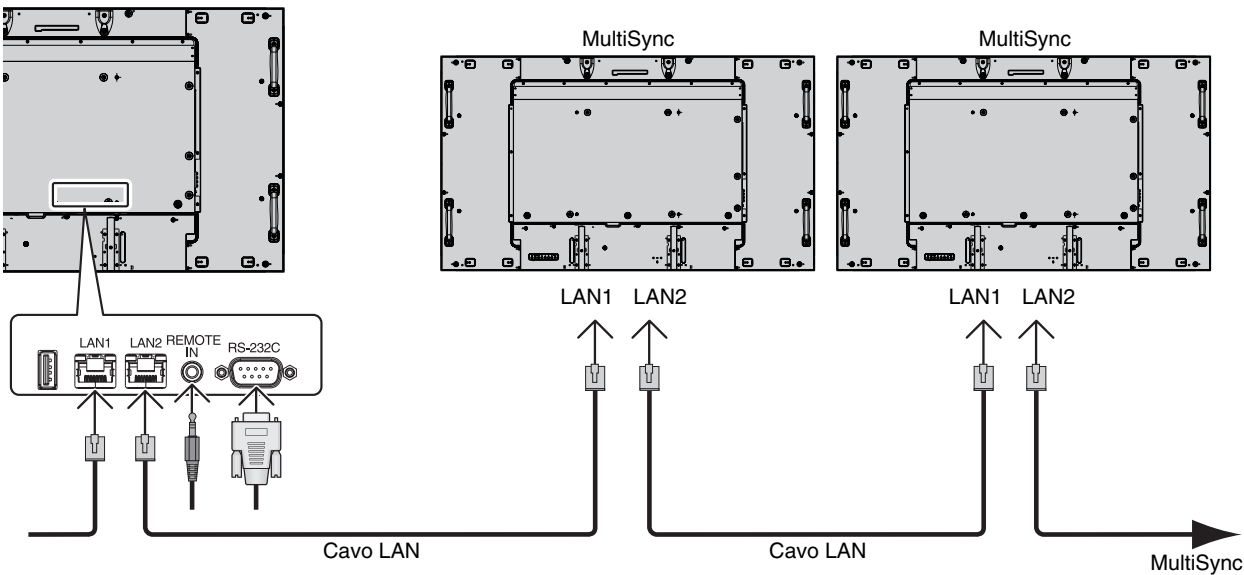 MultiSync
MultiSync
LAN1 LAN2
LAN1 LAN2
LAN1 LAN2 REMOTE IN RS-232C
Cavo LAN
Cavo LAN
MultiSync